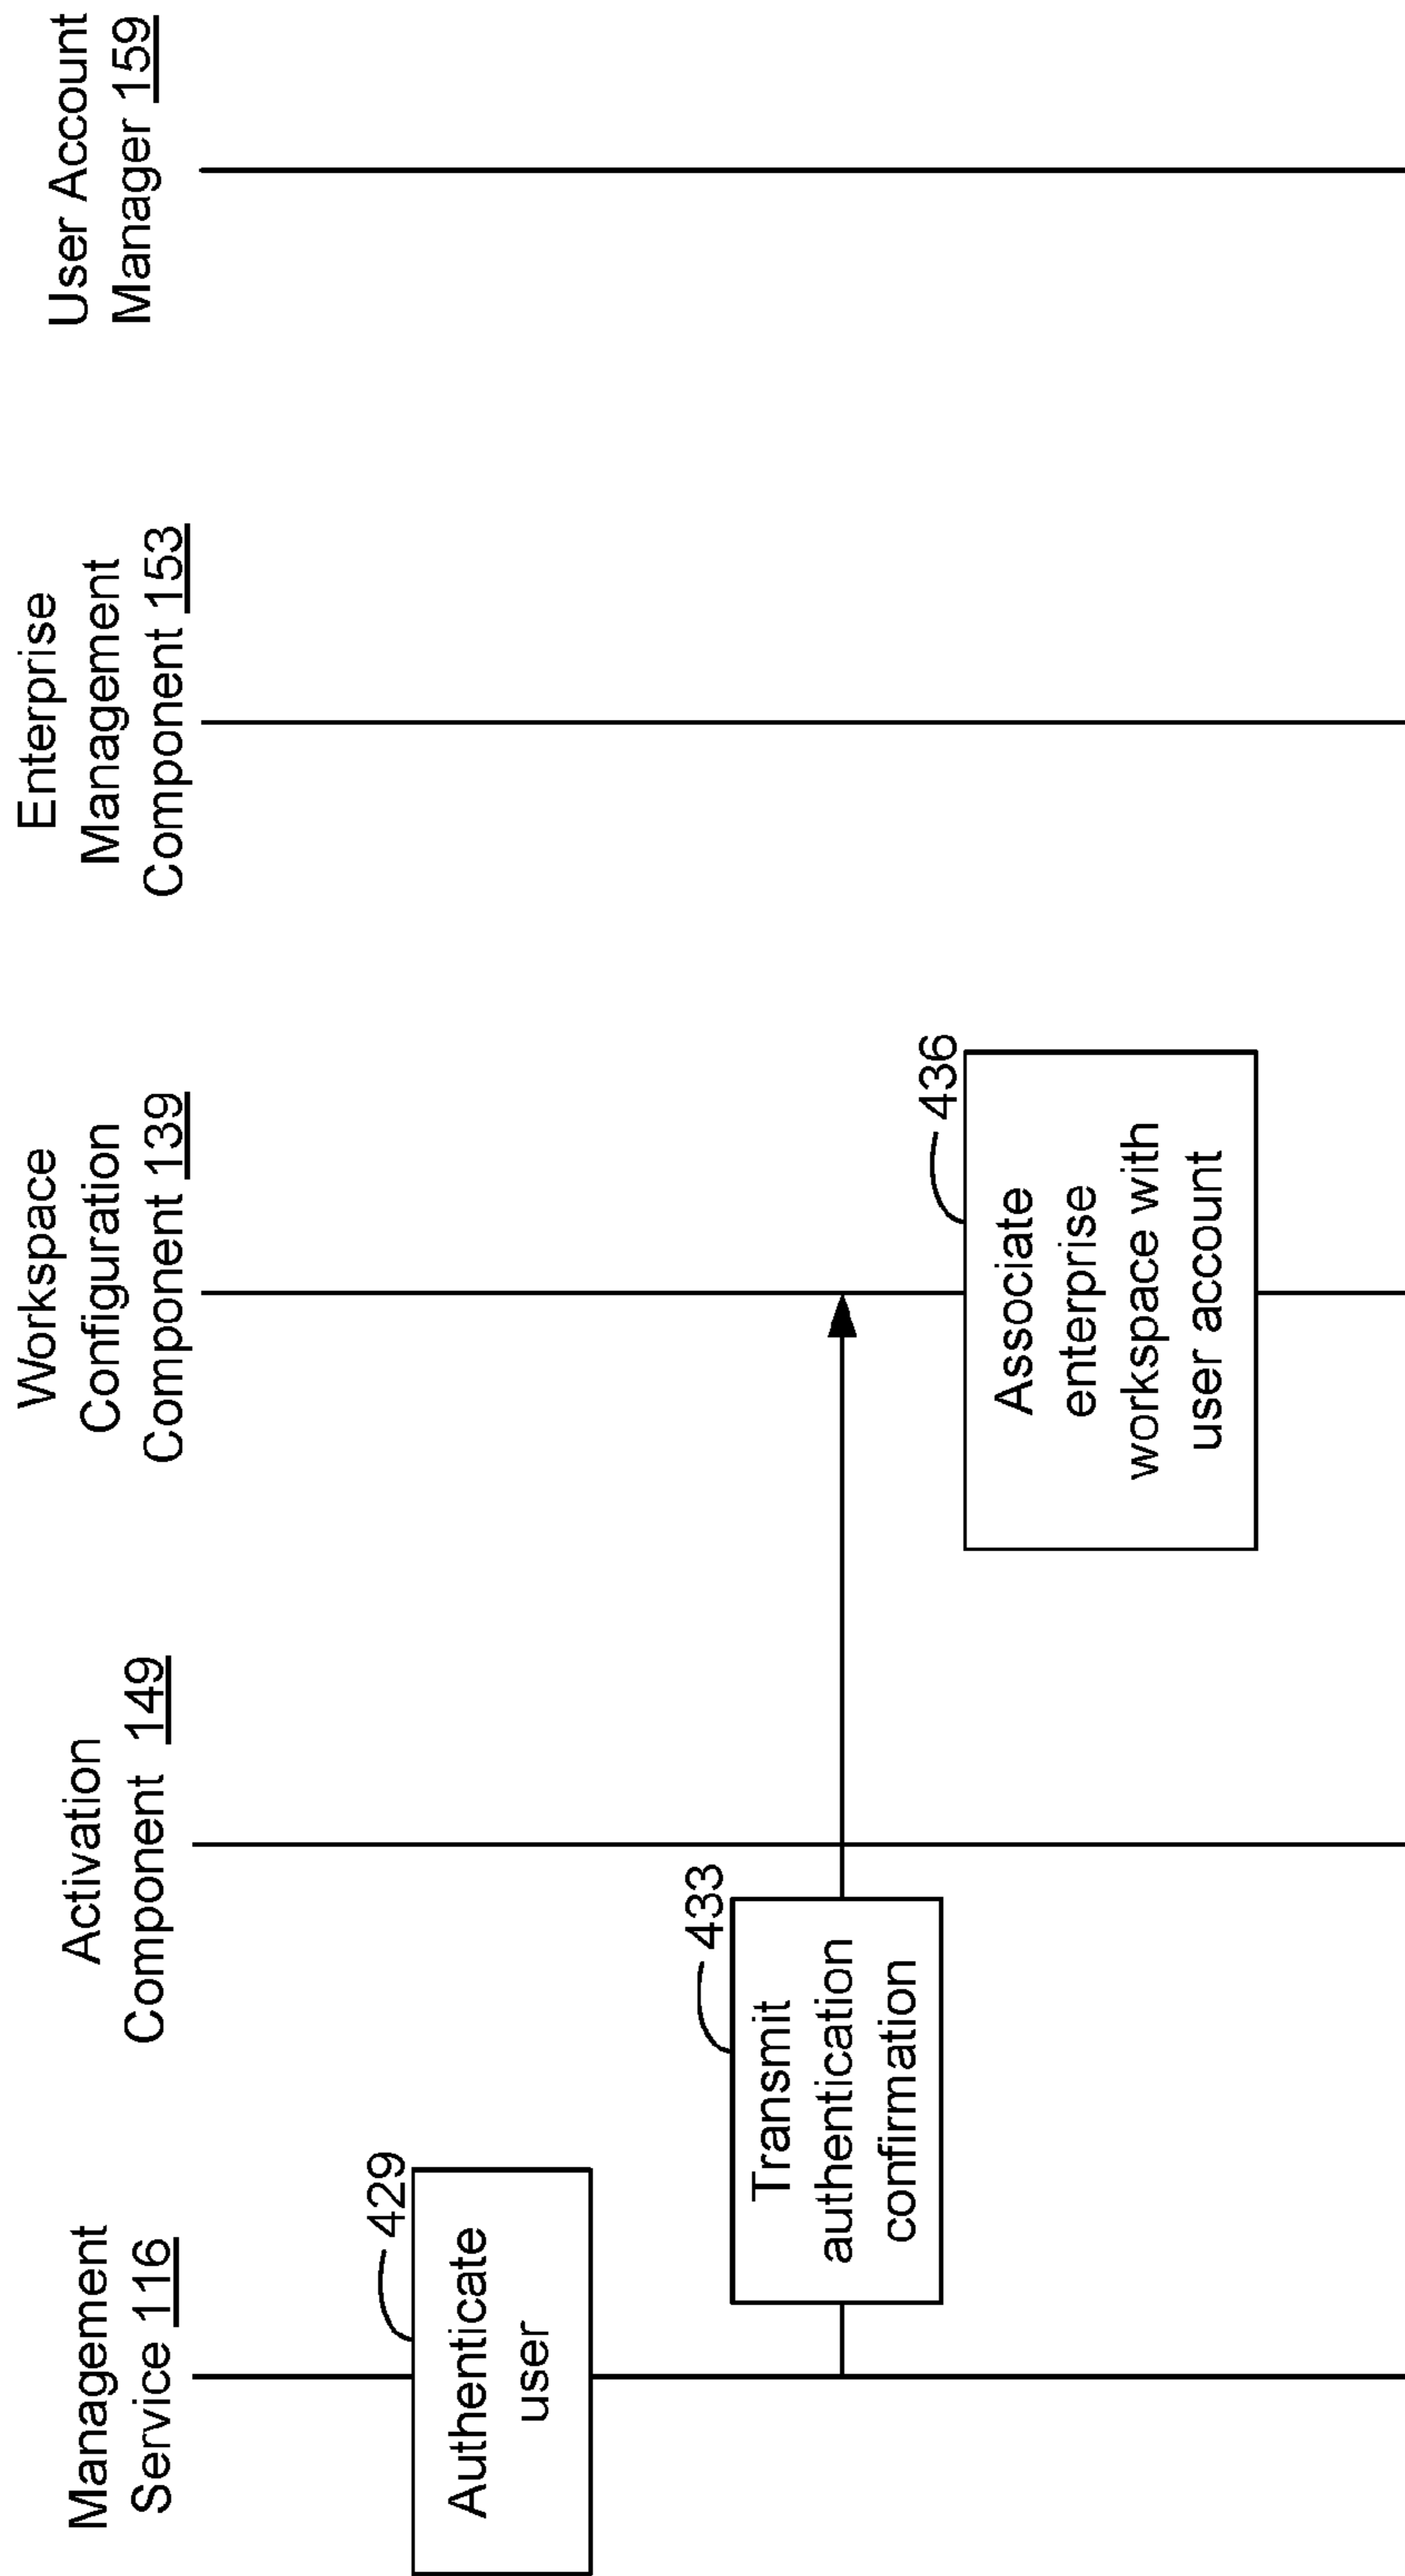 Management
Service 116
Activation
Component 149
Workspace
Configuration
Component 139
Enterprise
Management
Component 153
User Account
Manager 159
429
Authenticate
user
433
Transmit
authentication
confirmation
436
Associate
enterprise
workspace with
user account